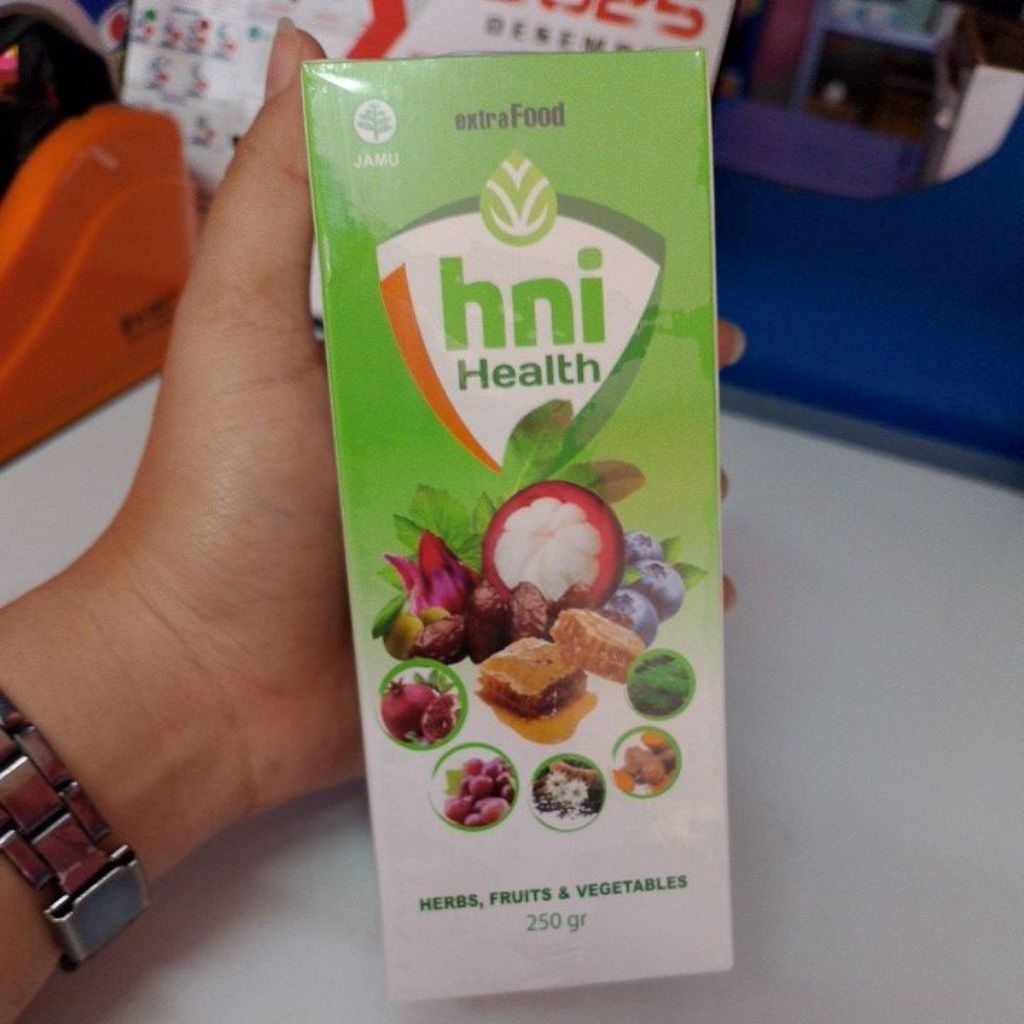 extraFood
JAMU
hni
Health
HERBS, FRUITS & VEGETABLES
250 gr